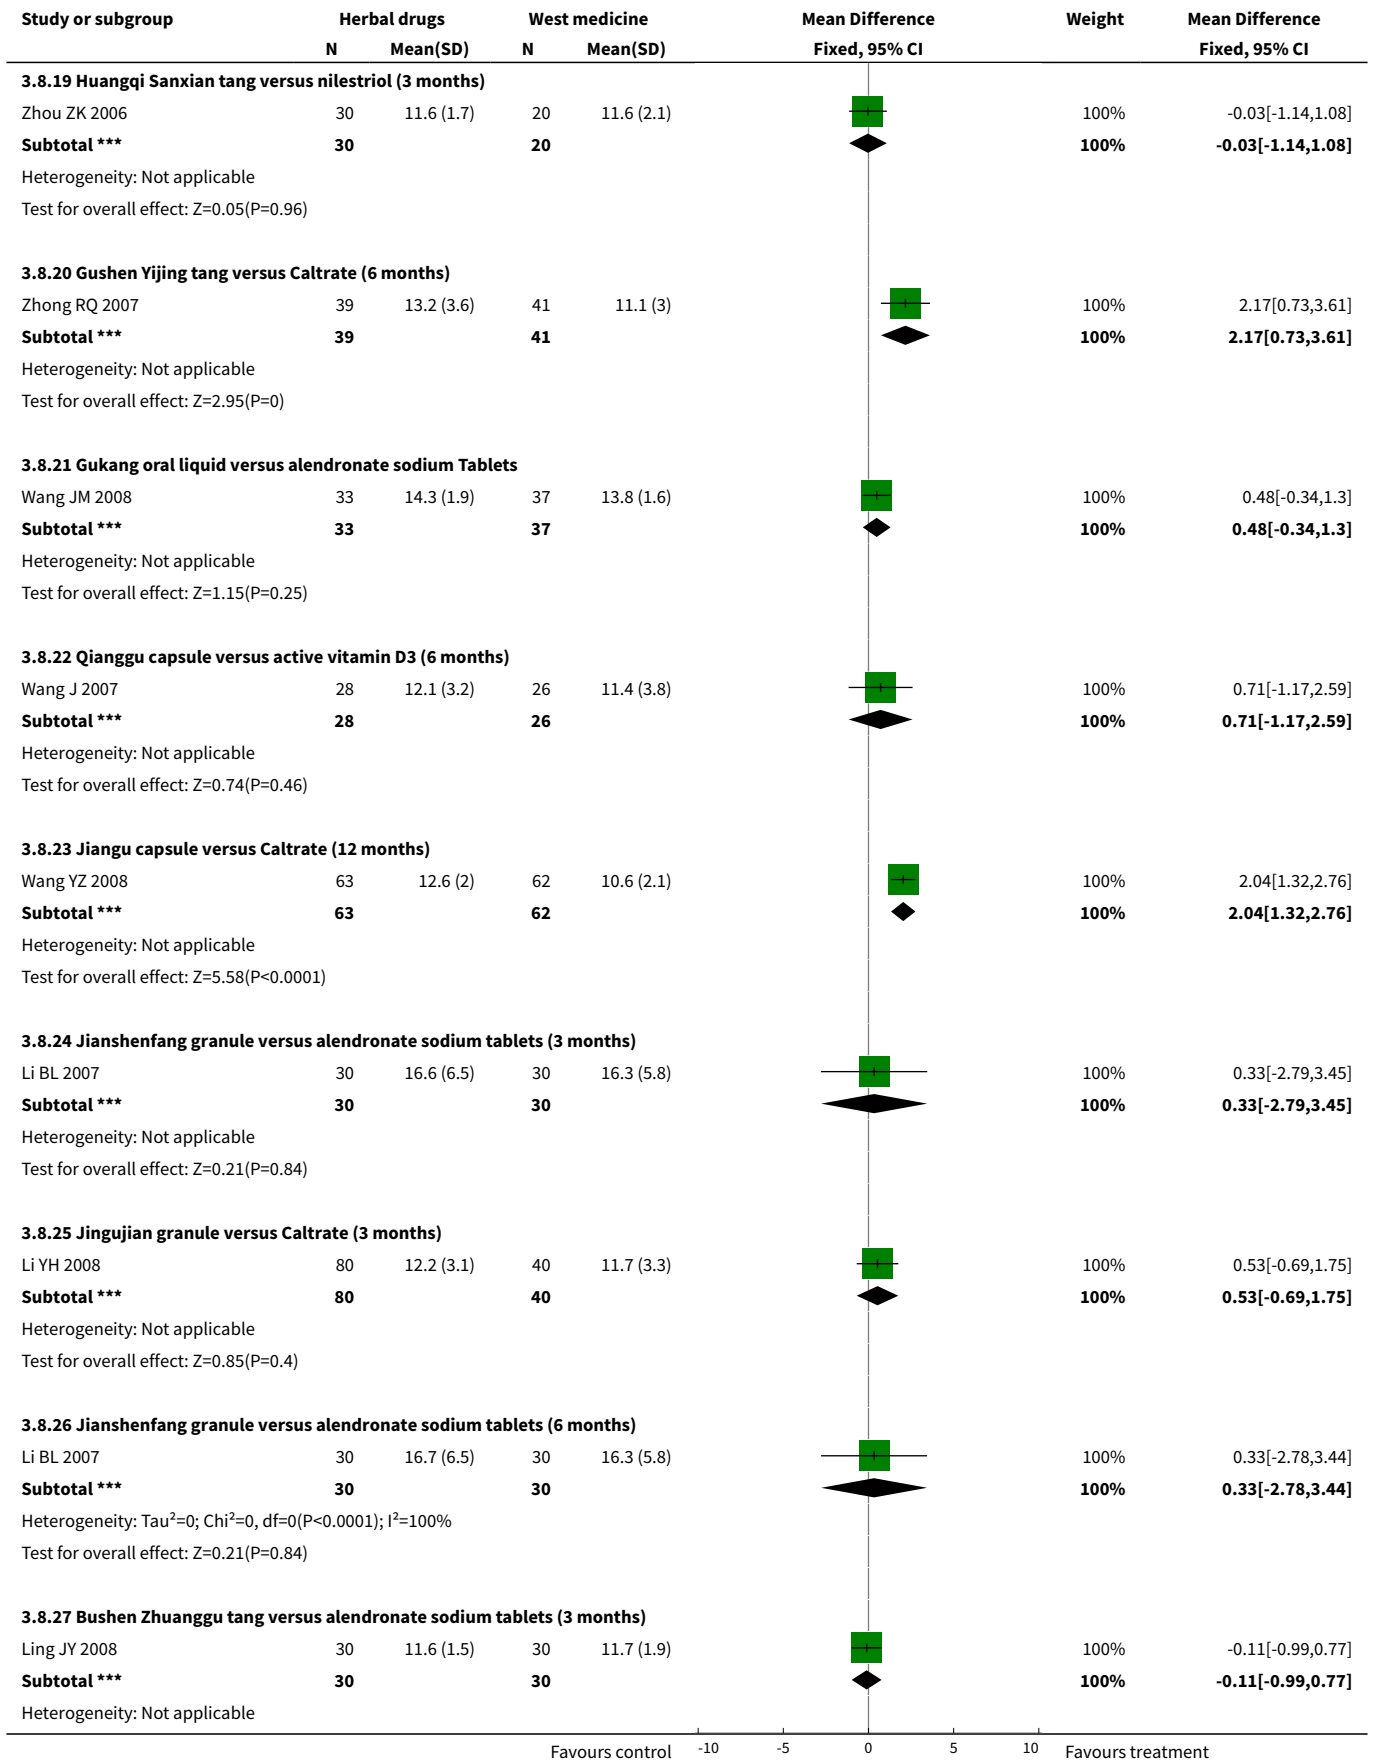 Study or subgroup Herbal drugs West medicine Mean Difference Weight Mean Difference
N Mean(SD) N Mean(SD) Fixed, 95% CI Fixed, 95% CI
3.8.19 Huangqi Sanxian tang versus nilestriol (3 months)
Zhou ZK 2006 30 11.6 (1.7) 20 11.6 (2.1) 100% -0.03[-1.14,1.08]
Subtotal *** 30 20 100% -0.03[-1.14,1.08]
Heterogeneity: Not applicable
Test for overall effect: Z=0.05(P=0.96)
3.8.20 Gushen Yijing tang versus Caltrate (6 months)
Zhong RQ 2007 39 13.2 (3.6) 41 11.1 (3) 100% 2.17[0.73,3.61]
Subtotal *** 39 41 100% 2.17[0.73,3.61]
Heterogeneity: Not applicable
Test for overall effect: Z=2.95(P=0)
3.8.21 Gukang oral liquid versus alendronate sodium Tablets
Wang JM 2008 33 14.3 (1.9) 37 13.8 (1.6) 100% 0.48[-0.34,1.3]
Subtotal *** 33 37 100% 0.48[-0.34,1.3]
Heterogeneity: Not applicable
Test for overall effect: Z=1.15(P=0.25)
3.8.22 Qianggu capsule versus active vitamin D3 (6 months)
Wang J 2007 28 12.1 (3.2) 26 11.4 (3.8) 100% 0.71[-1.17,2.59]
Subtotal *** 28 26 100% 0.71[-1.17,2.59]
Heterogeneity: Not applicable
Test for overall effect: Z=0.74(P=0.46)
3.8.23 Jiangu capsule versus Caltrate (12 months)
Wang YZ 2008 63 12.6 (2) 62 10.6 (2.1) 100% 2.04[1.32,2.76]
Subtotal *** 63 62 100% 2.04[1.32,2.76]
Heterogeneity: Not applicable
Test for overall effect: Z=5.58(P<0.0001)
3.8.24 Jianshenfang granule versus alendronate sodium tablets (3 months)
Li BL 2007 30 16.6 (6.5) 30 16.3 (5.8) 100% 0.33[-2.79,3.45]
Subtotal *** 30 30 100% 0.33[-2.79,3.45]
Heterogeneity: Not applicable
Test for overall effect: Z=0.21(P=0.84)
3.8.25 Jingujian granule versus Caltrate (3 months)
Li YH 2008 80 12.2 (3.1) 40 11.7 (3.3) 100% 0.53[-0.69,1.75]
Subtotal *** 80 40 100% 0.53[-0.69,1.75]
Heterogeneity: Not applicable
Test for overall effect: Z=0.85(P=0.4)
3.8.26 Jianshenfang granule versus alendronate sodium tablets (6 months)
Li BL 2007 30 16.7 (6.5) 30 16.3 (5.8) 100% 0.33[-2.78,3.44]
Subtotal *** 30 30 100% 0.33[-2.78,3.44]
Heterogeneity: Tau²=0; Chi²=0, df=0(P<0.0001); I²=100%
Test for overall effect: Z=0.21(P=0.84)
3.8.27 Bushen Zhuanggu tang versus alendronate sodium tablets (3 months)
Ling JY 2008 30 11.6 (1.5) 30 11.7 (1.9) 100% -0.11[-0.99,0.77]
Subtotal *** 30 30 100% -0.11[-0.99,0.77]
Heterogeneity: Not applicable
Favours control -10 -5 0 5 10 Favours treatment